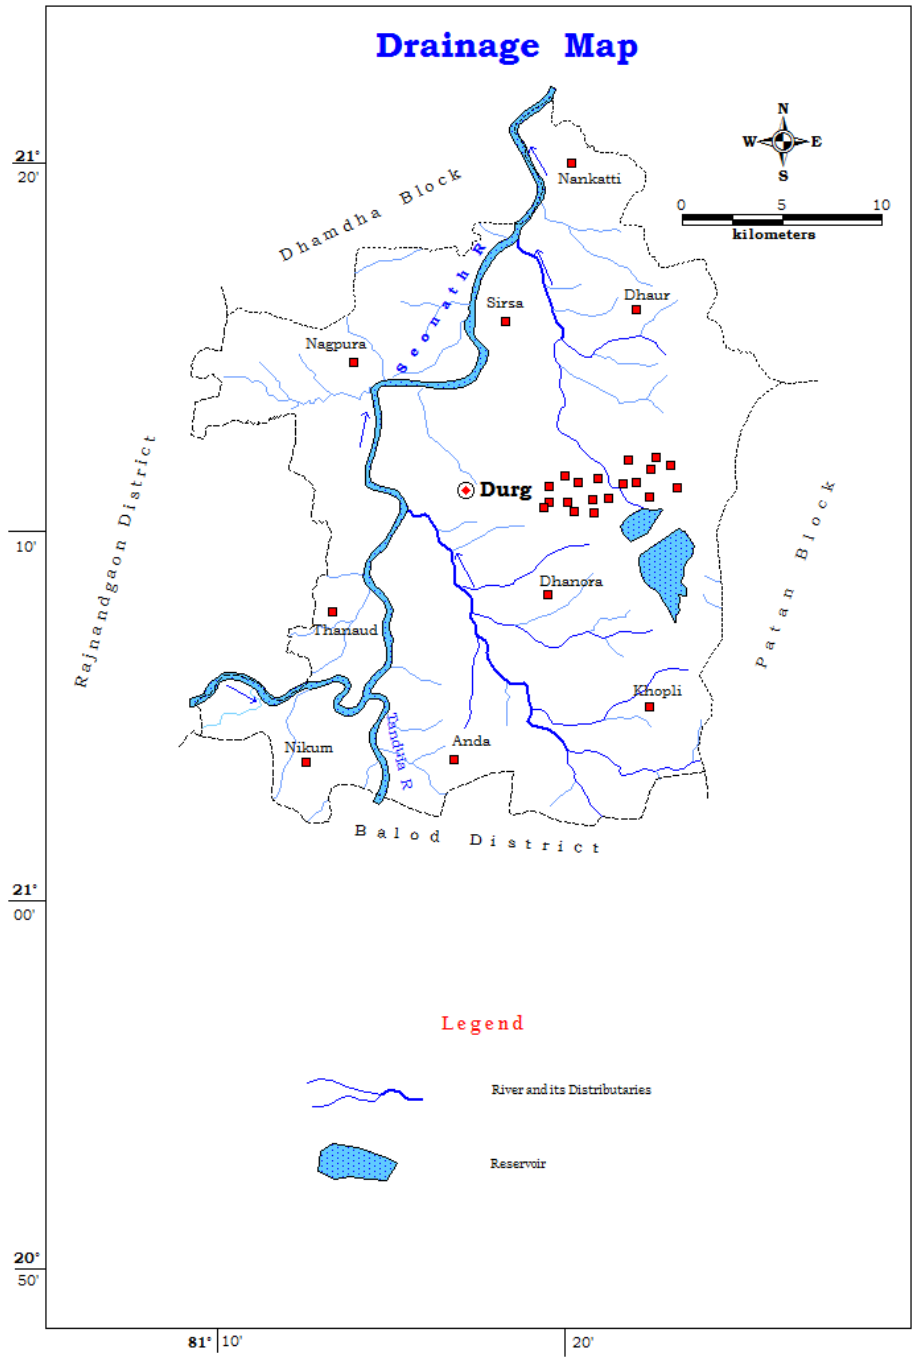 Drainage Map
N
W E
S
21°
20'
Nankatti
Dhamdha Block
0 5 10
kilometers
Seonath R
Sirsa
Dhaur
Nagpura
Durg
Rajnandgaon District
Patan Block
10'
Dhanora
Thanaud
Khopli
Tanduja R
Nikum
Anda
Balod District
21°
00'
Legend
River and its Distributaries
Reservoir
20°
50'
81° 10' 20'